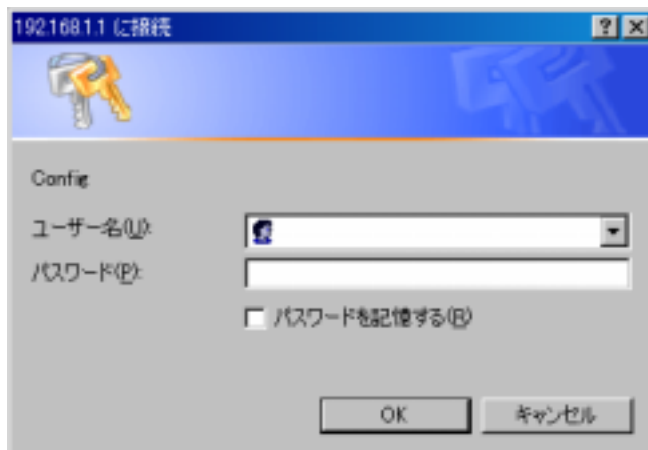 192.168.1.1 に接続
Config
ユーザー名(U):
パスワード(P):
パスワードを記憶する(R)
OK
キャンセル